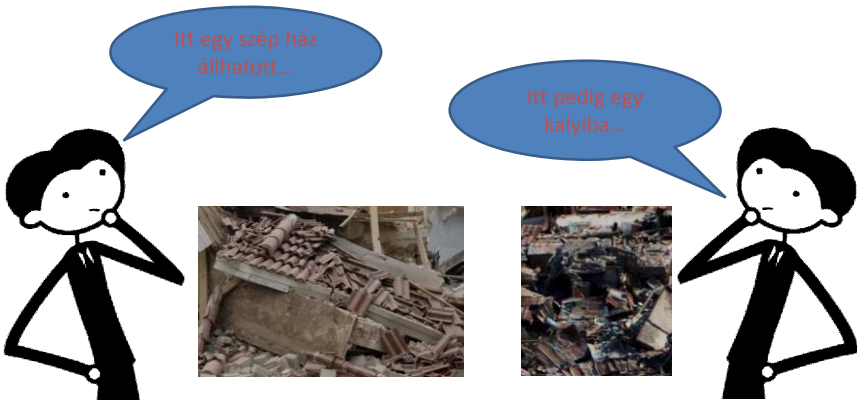 Itt egy szép ház
állhatott…
Itt pedig egy
kalyiba…